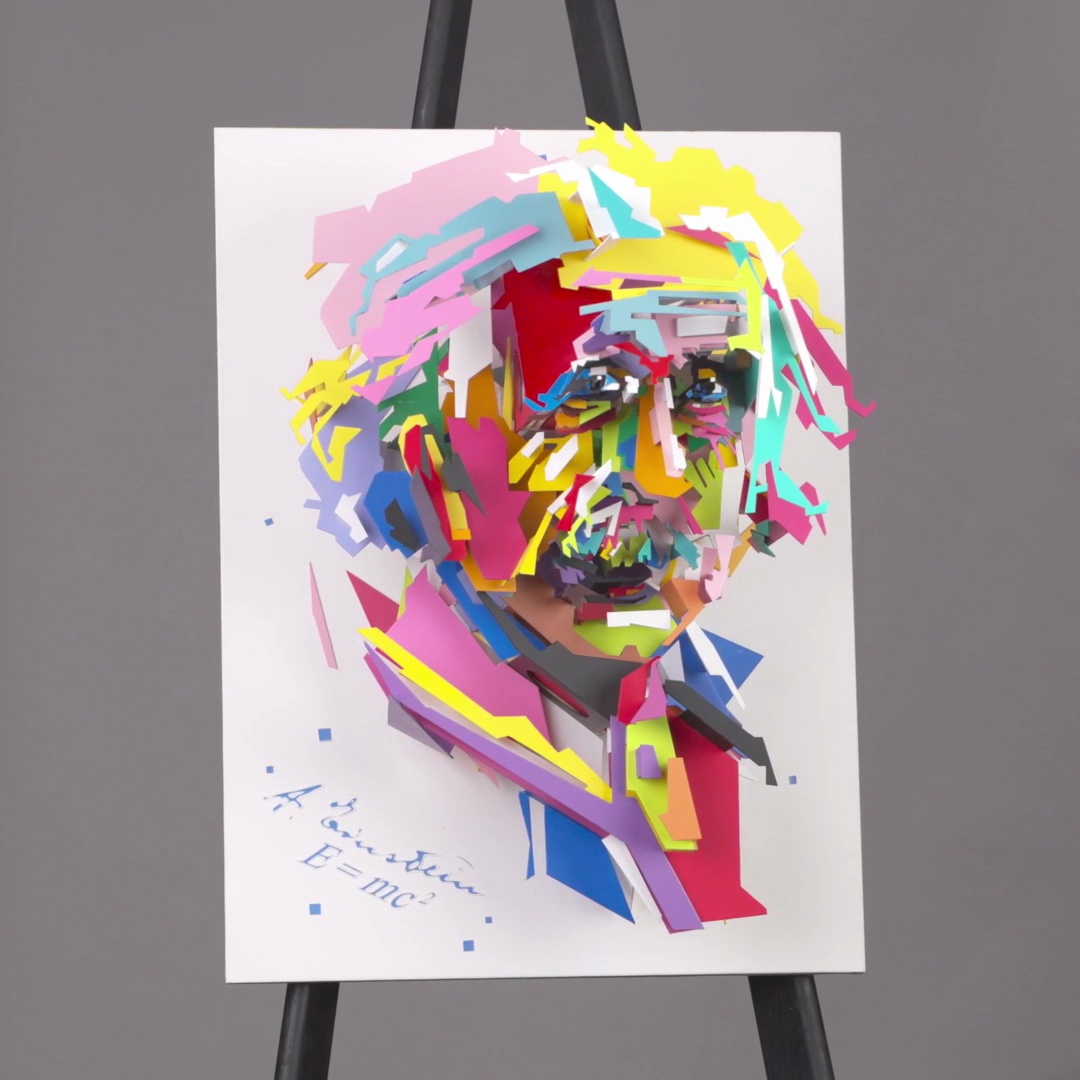 A. Einstein
E = mc²